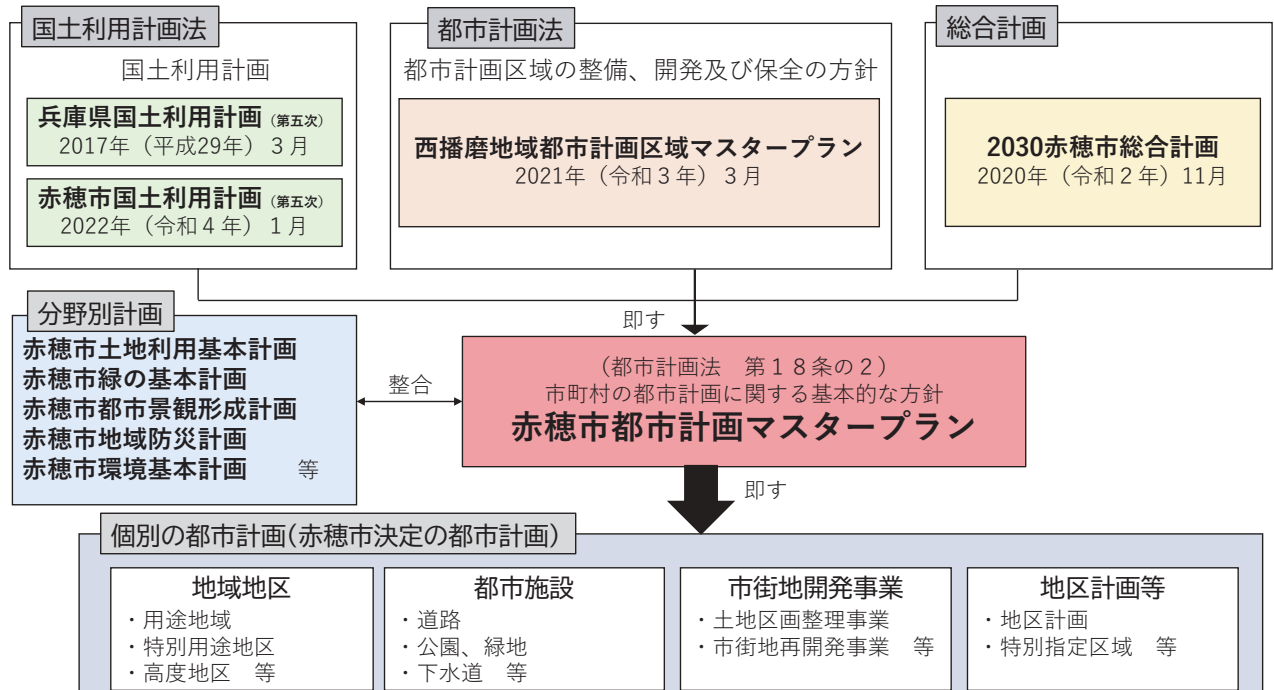 国土利用計画法
国土利用計画
兵庫県国土利用計画（第五次）
2017年（平成29年）３月
赤穂市国土利用計画（第五次）
2022年（令和４年）１月
都市計画法
都市計画区域の整備、開発及び保全の方針
西播磨地域都市計画区域マスタープラン
2021年（令和３年）３月
総合計画
2030赤穂市総合計画
2020年（令和２年）11月
即す
分野別計画
赤穂市土地利用基本計画
赤穂市緑の基本計画
赤穂市都市景観形成計画
赤穂市地域防災計画
赤穂市環境基本計画　等
整合
（都市計画法　第１８条の２）
市町村の都市計画に関する基本的な方針
赤穂市都市計画マスタープラン
即す
個別の都市計画(赤穂市決定の都市計画)
地域地区
・用途地域
・特別用途地区
・高度地区　等
都市施設
・道路
・公園、緑地
・下水道　等
市街地開発事業
・土地区画整理事業
・市街地再開発事業　等
地区計画等
・地区計画
・特別指定区域　等